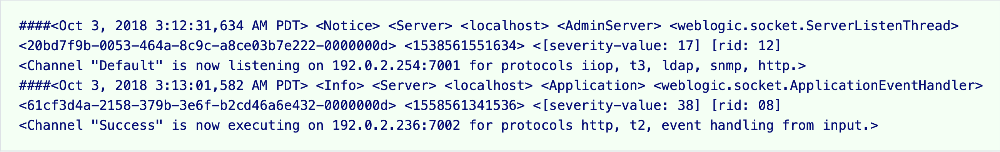 ####<Oct 3, 2018 3:12:31,634 AM PDT> <Notice> <Server> <localhost> <AdminServer> <weblogic.socket.ServerListenThread>
<20bd7f9b-0053-464a-8c9c-a8ce03b7e222-0000000d> <1538561551634> <[severity-value: 17] [rid: 12]
<Channel "Default" is now listening on 192.0.2.254:7001 for protocols iiop, t3, ldap, snmp, http.>
####<Oct 3, 2018 3:13:01,582 AM PDT> <Info> <Server> <localhost> <Application> <weblogic.socket.ApplicationEventHandler>
<61cf3d4a-2158-379b-3e6f-b2cd46a6e432-0000000d> <1558561341536> <[severity-value: 38] [rid: 08]
<Channel "Success" is now executing on 192.0.2.236:7002 for protocols http, t2, event handling from input.>